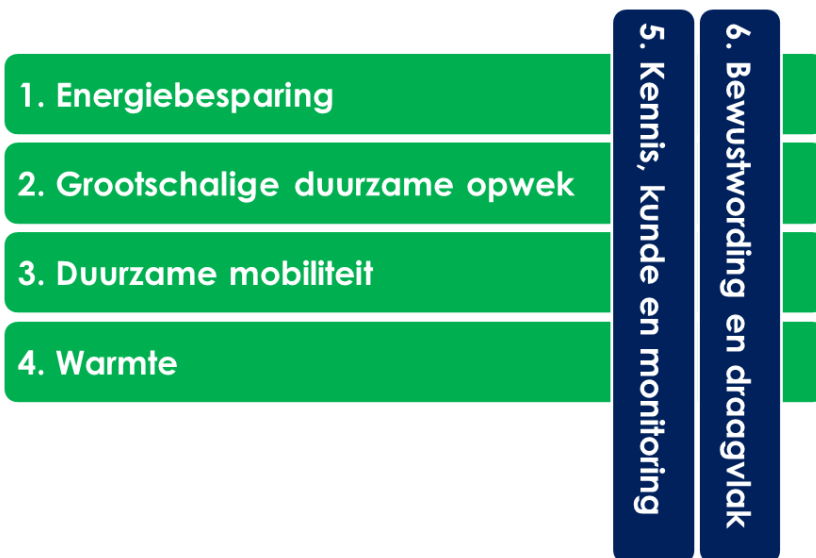 1. Energiebesparing
2. Grootschalige duurzame opwek
3. Duurzame mobiliteit
4. Warmte
5. Kennis, kunde en monitoring
6. Bewustwording en draagvlak